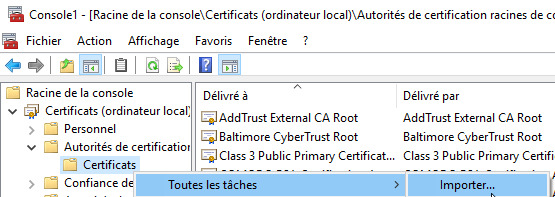 Console1 - [Racine de la console\Certificats (ordinateur local)\Autorités de certification racines de co
Fichier Action Affichage Favoris Fenêtre ?
Racine de la console
Certificats (ordinateur local)
Personnel
Autorités de certification
Certificats
Confiance de
Délivré à Délivré par
AddTrust External CA Root AddTrust External CA Root
Baltimore CyberTrust Root Baltimore CyberTrust Root
Class 3 Public Primary Certificat... Class 3 Public Primary Cert
Toutes les tâches
Importer...